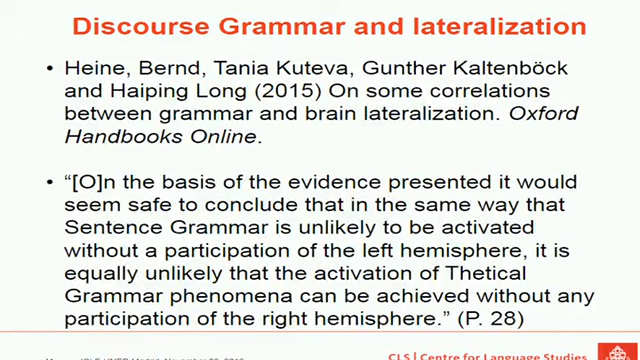 Discourse Grammar and lateralization
• Heine, Bernd, Tania Kuteva, Gunther Kaltenböck
and Haiping Long (2015) On some correlations
between grammar and brain lateralization. Oxford
Handbooks Online.
• “[O]n the basis of the evidence presented it would
seem safe to conclude that in the same way that
Sentence Grammar is unlikely to be activated
without a participation of the left hemisphere, it is
equally unlikely that the activation of Thetical
Grammar phenomena can be achieved without any
participation of the right hemisphere.” (P. 28)
CLS | Centre for Language Studies